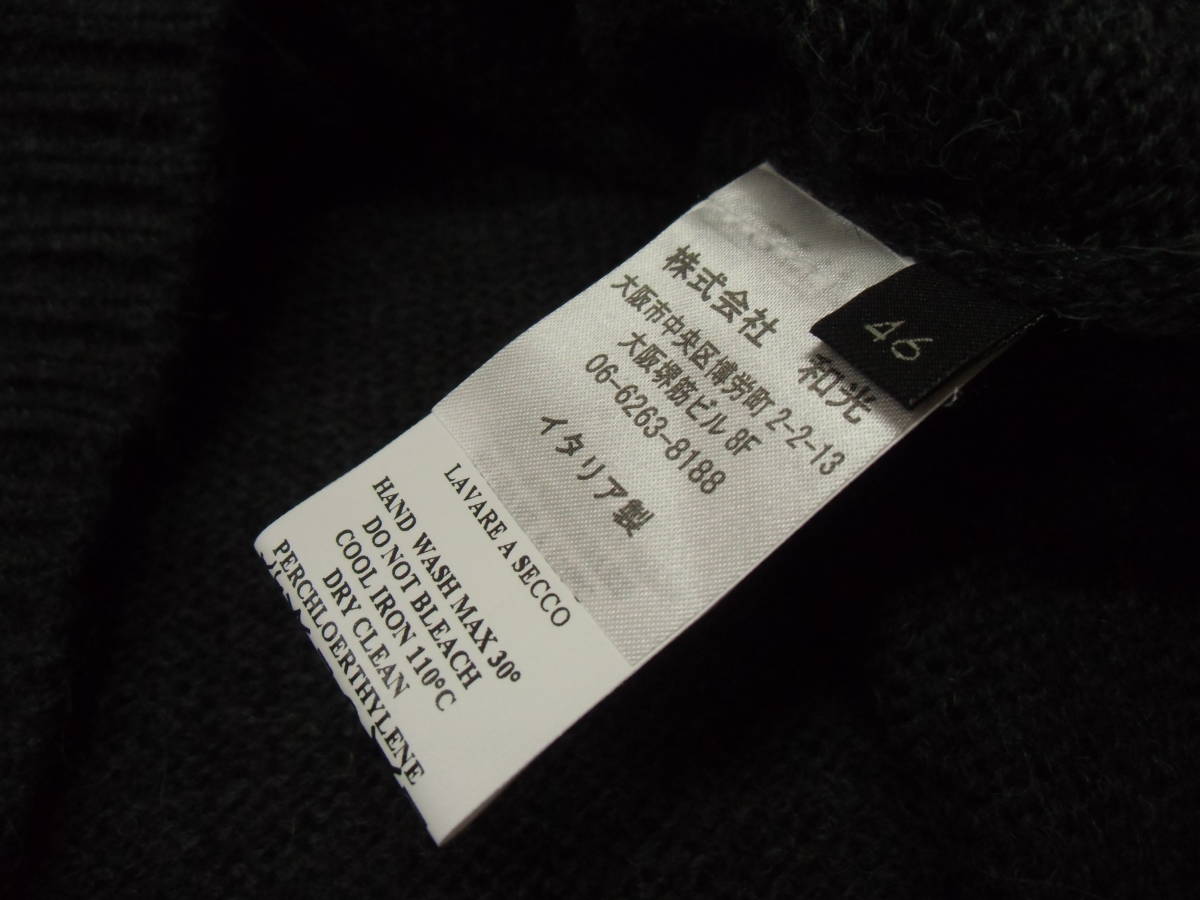 46
株式会社 和光
大阪市中央区博労町2-2-13
大阪堺筋ビル 8F
06-6263-8188
イタリア製
LAVARE A SECCO
HAND WASH MAX 30°
DO NOT BLEACH
COOL IRON 110°C
DRY CLEAN
PERCHLOERTHYLENE